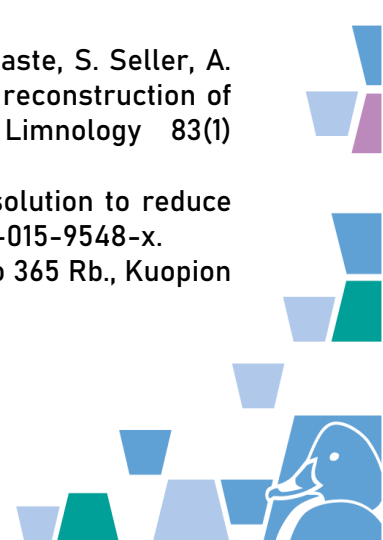 aste, S. Seller, A.
reconstruction of
Limnology 83(1)
solution to reduce
-015-9548-x.
o 365 Rb., Kuopion